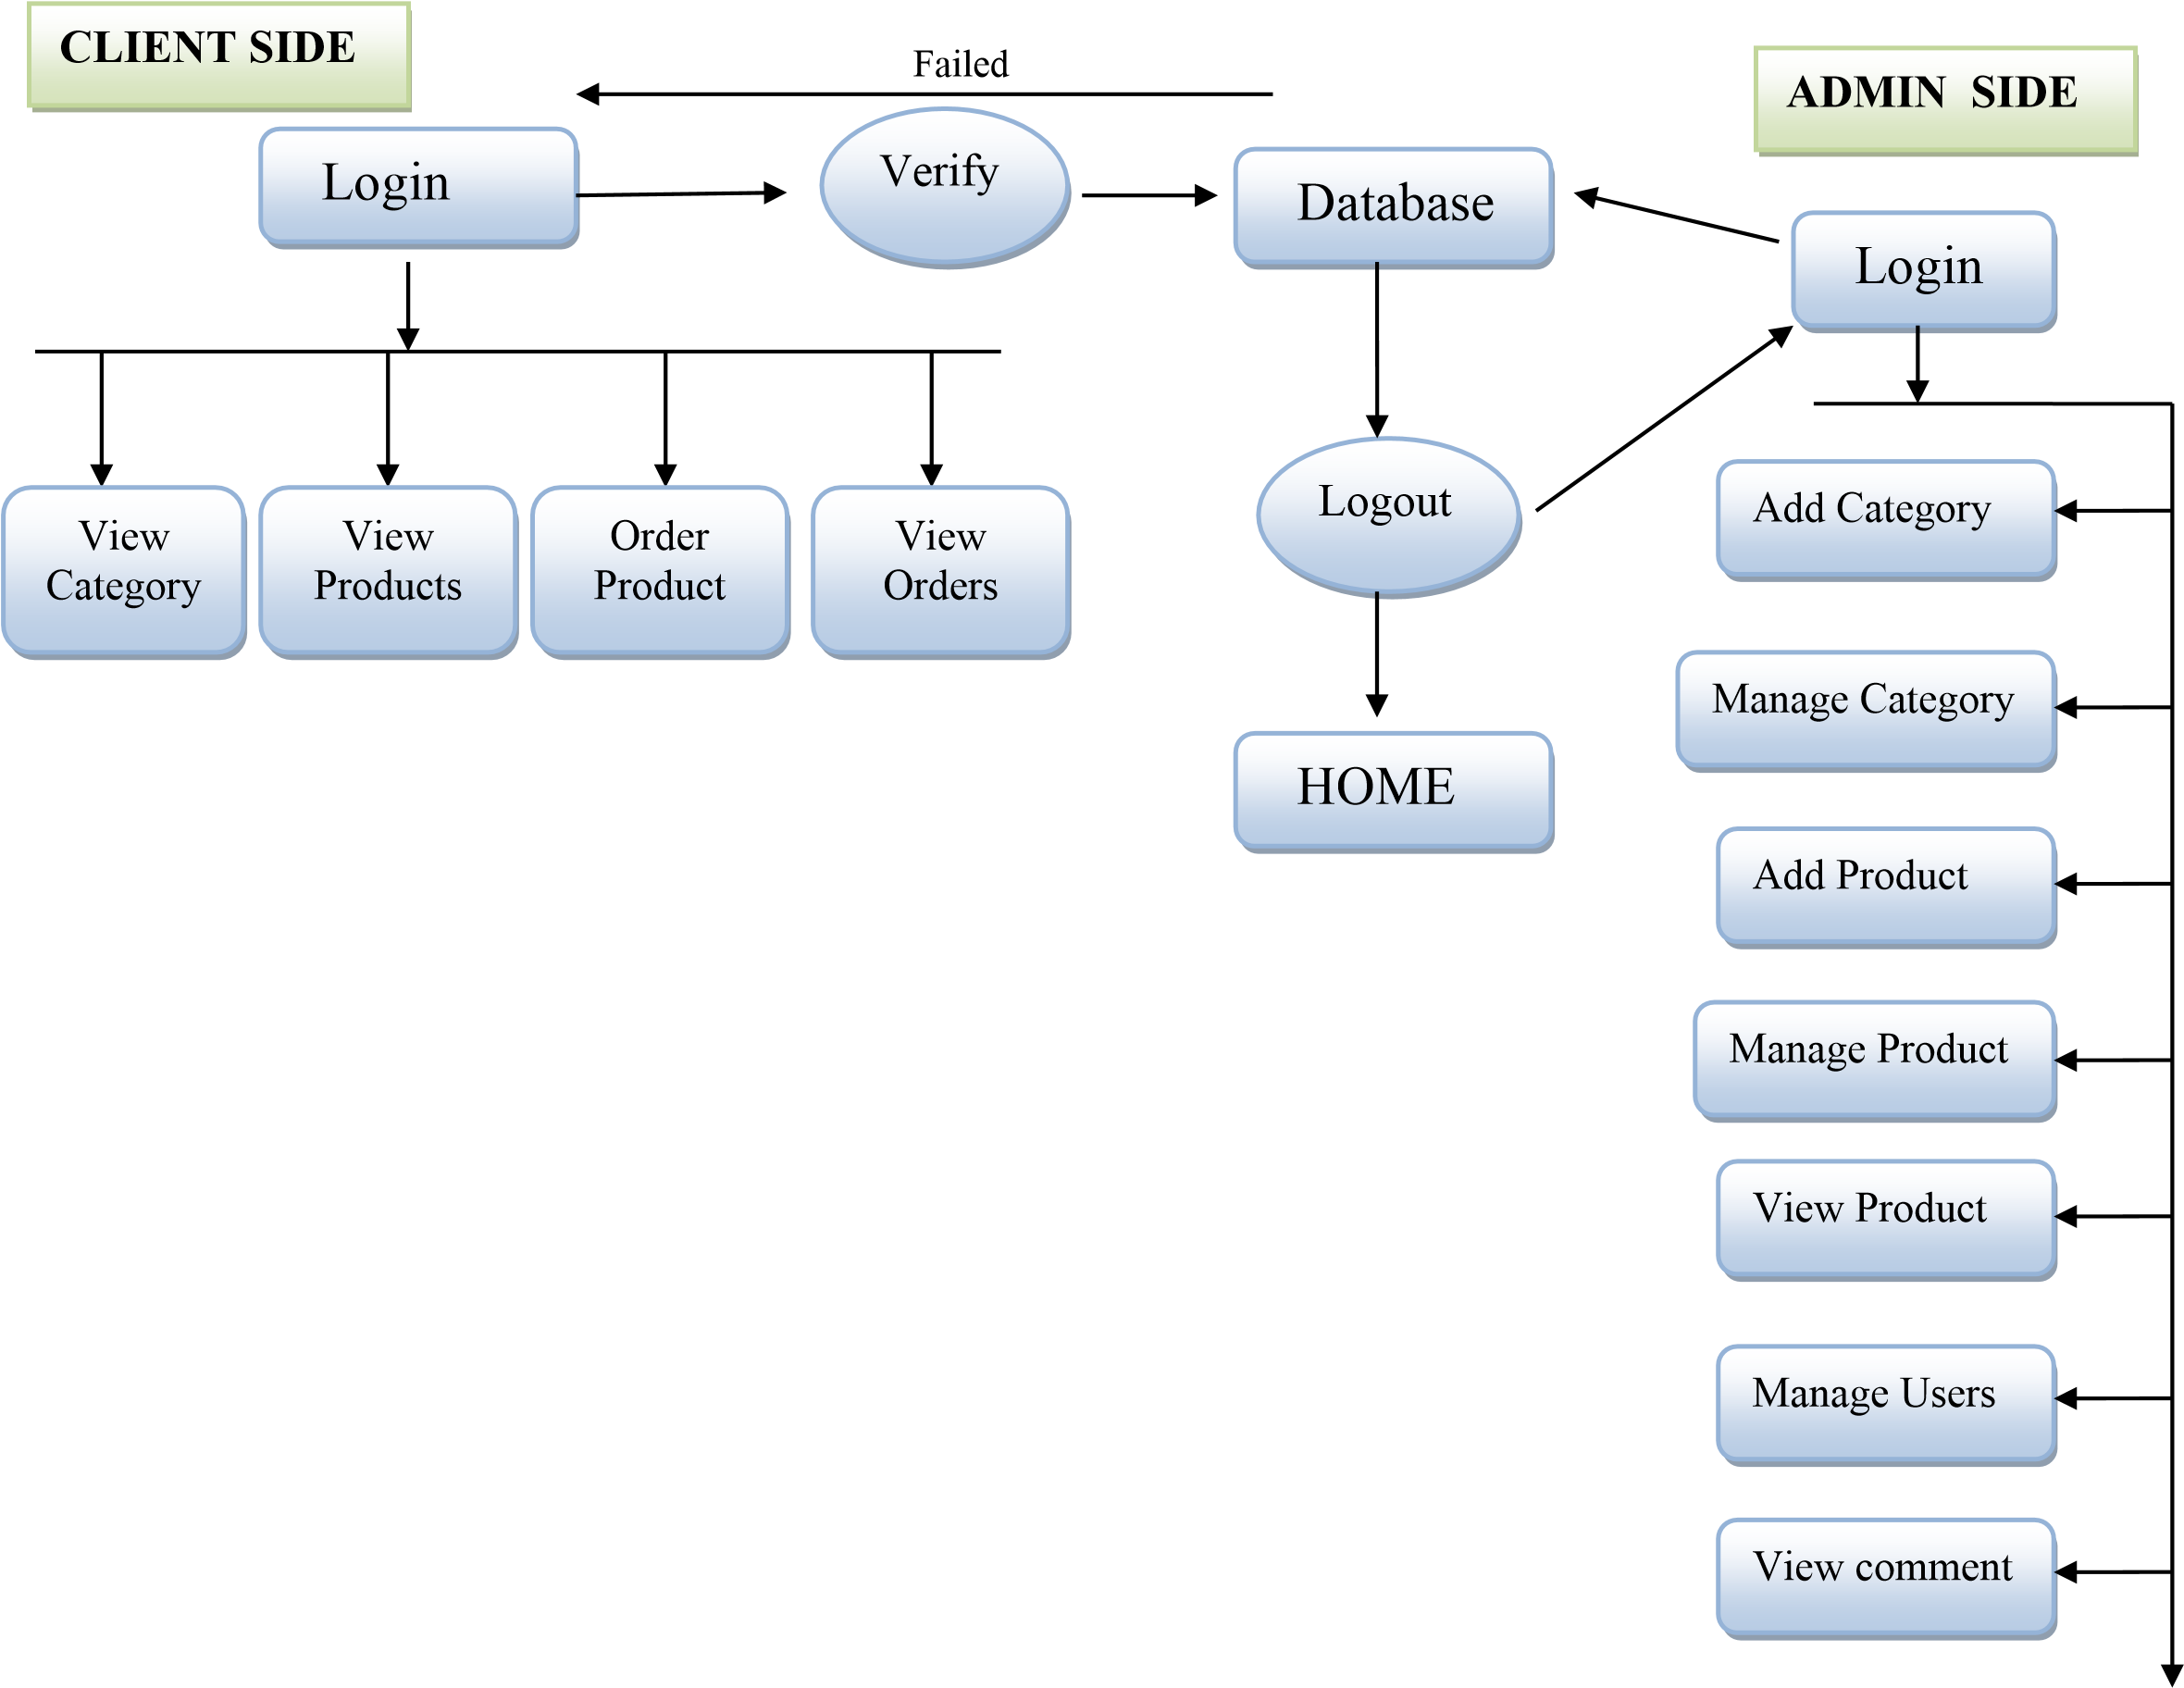 CLIENT SIDE
Failed
ADMIN SIDE
Login
Verify
Database
Login
View
Category
View
Products
Order
Product
View
Orders
Logout
HOME
Add Category
Manage Category
Add Product
Manage Product
View Product
Manage Users
View comment